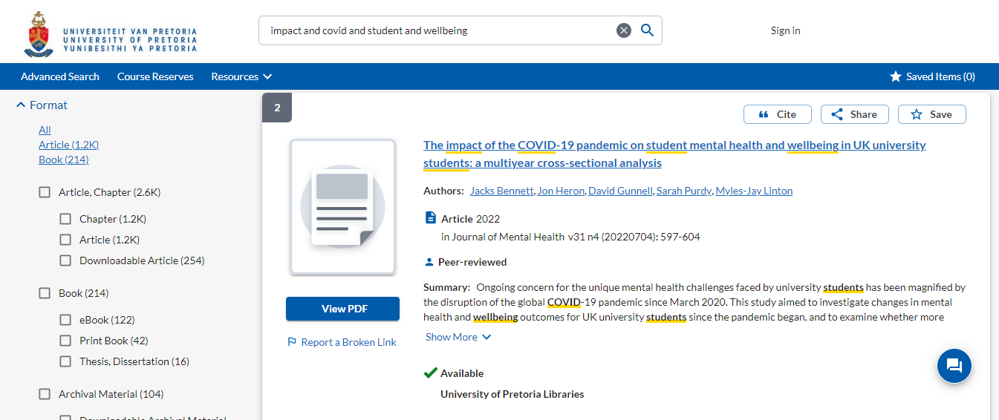 UNIVERSITEIT VAN PRETORIA
UNIVERSITY OF PRETORIA
YUNIBESITHI YA PRETORIA
impact and covid and student and wellbeing
Sign in
Advanced Search
Course Reserves
Resources
Saved Items (0)
Format
All
Article (1.2K)
Book (214)
Article, Chapter (2.6K)
Chapter (1.2K)
Article (1.2K)
Downloadable Article (254)
Book (214)
eBook (122)
Print Book (42)
Thesis, Dissertation (16)
Archival Material (104)
Downloadable Archival Material
2
Cite
Share
Save
The impact of the COVID-19 pandemic on student mental health and wellbeing in UK university
students: a multiyear cross-sectional analysis
Authors: Jacks Bennett, Jon Heron, David Gunnell, Sarah Purdy, Myles-Jay Linton
Article 2022
in Journal of Mental Health v31 n4 (20220704): 597-604
Peer-reviewed
Summary: Ongoing concern for the unique mental health challenges faced by university students has been magnified by
the disruption of the global COVID-19 pandemic since March 2020. This study aimed to investigate changes in mental
health and wellbeing outcomes for UK university students since the pandemic began, and to examine whether more
Show More
View PDF
Report a Broken Link
Available
University of Pretoria Libraries